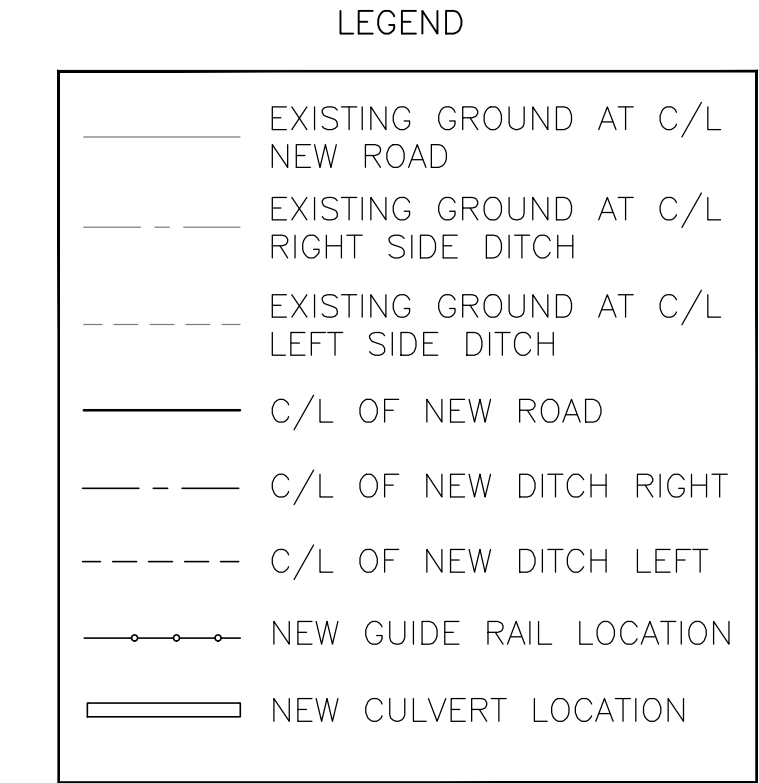 LEGEND
EXISTING GROUND AT C/L
NEW ROAD
EXISTING GROUND AT C/L
RIGHT SIDE DITCH
EXISTING GROUND AT C/L
LEFT SIDE DITCH
C/L OF NEW ROAD
C/L OF NEW DITCH RIGHT
C/L OF NEW DITCH LEFT
NEW GUIDE RAIL LOCATION
NEW CULVERT LOCATION